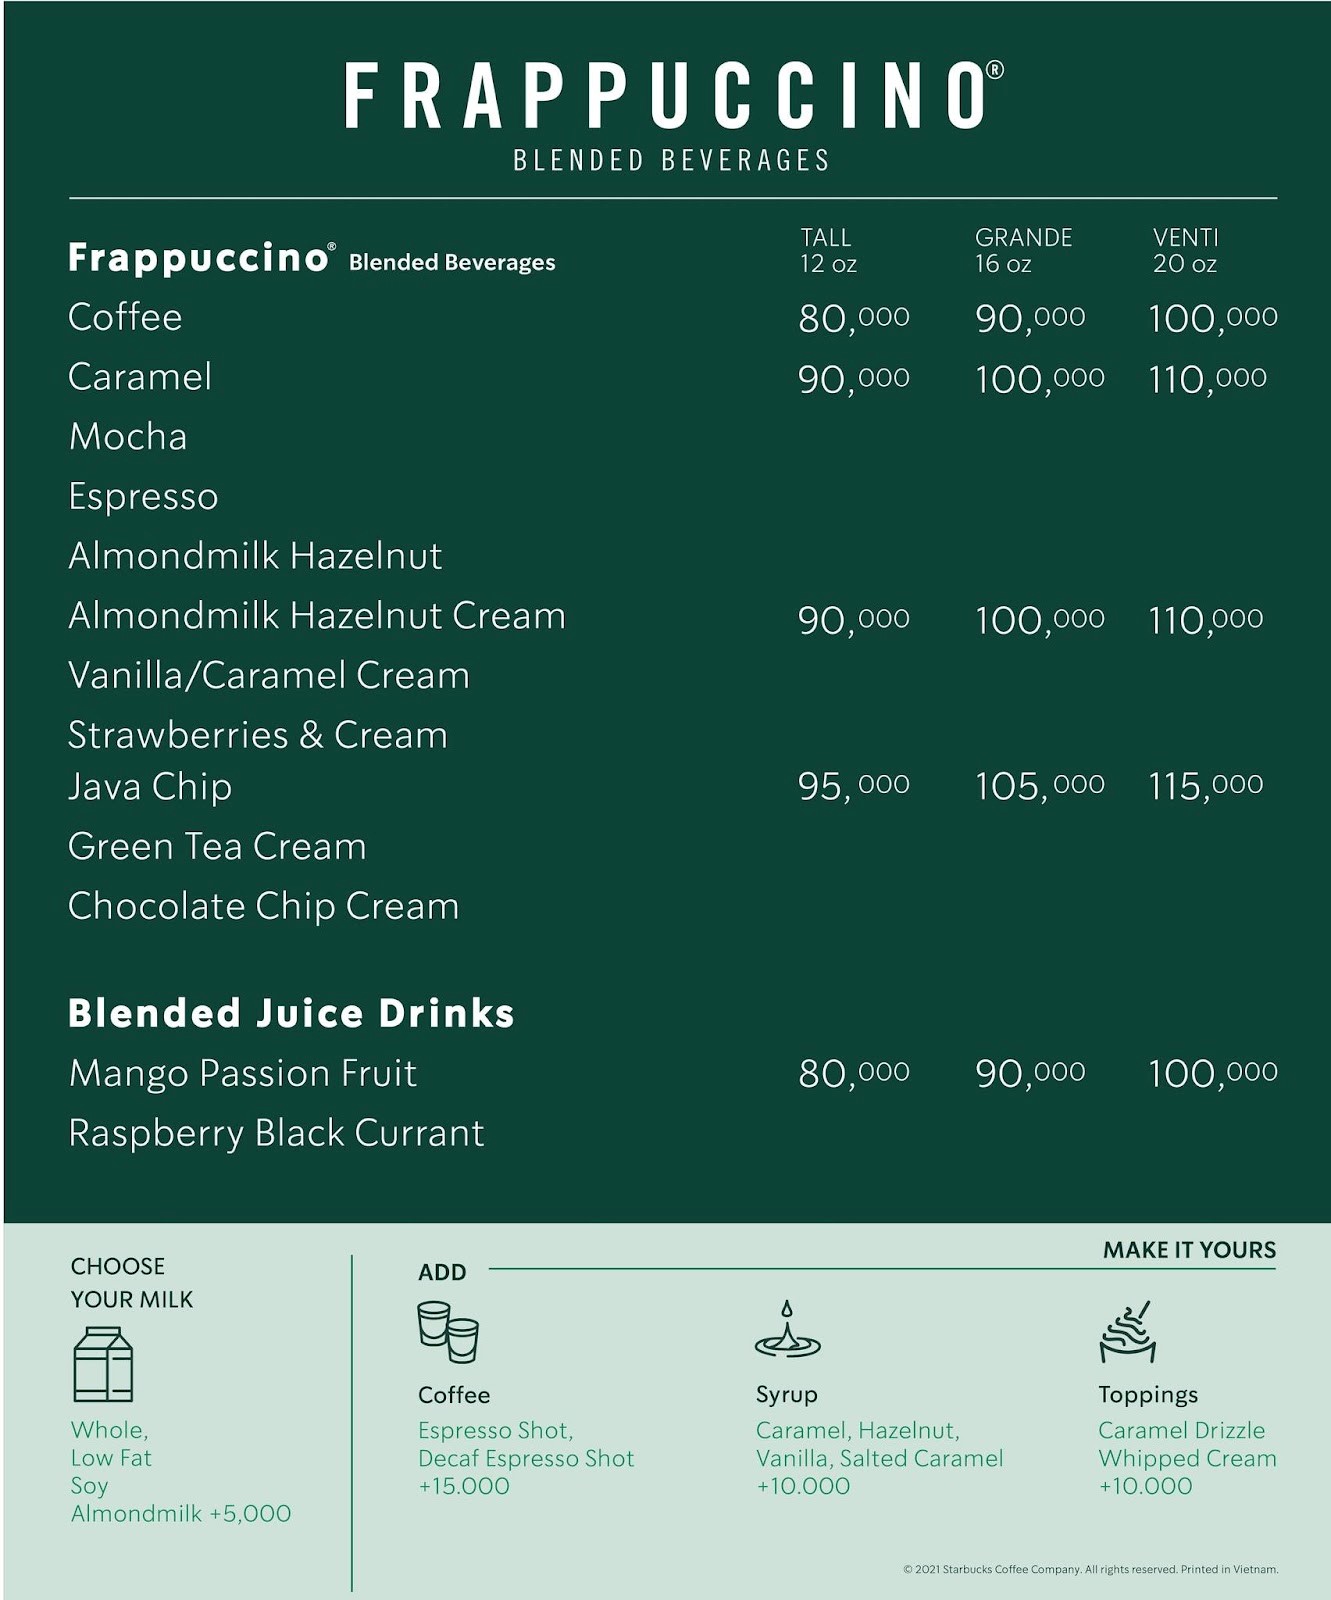 FRAPPUCCINO®
BLENDED BEVERAGES
Frappuccino® Blended Beverages
TALL GRANDE VENTI
12 oz 16 oz 20 oz
Coffee 80,000 90,000 100,000
Caramel 90,000 100,000 110,000
Mocha
Espresso
Almondmilk Hazelnut
Almondmilk Hazelnut Cream 90,000 100,000 110,000
Vanilla/Caramel Cream
Strawberries & Cream
Java Chip 95,000 105,000 115,000
Green Tea Cream
Chocolate Chip Cream
Blended Juice Drinks
Mango Passion Fruit 80,000 90,000 100,000
Raspberry Black Currant
CHOOSE
YOUR MILK
Whole,
Low Fat
Soy
Almondmilk +5,000
MAKE IT YOURS
ADD
Coffee
Espresso Shot,
Decaf Espresso Shot
+15.000
Syrup
Caramel, Hazelnut,
Vanilla, Salted Caramel
+10.000
Toppings
Caramel Drizzle
Whipped Cream
+10.000
© 2021 Starbucks Coffee Company. All rights reserved. Printed in Vietnam.